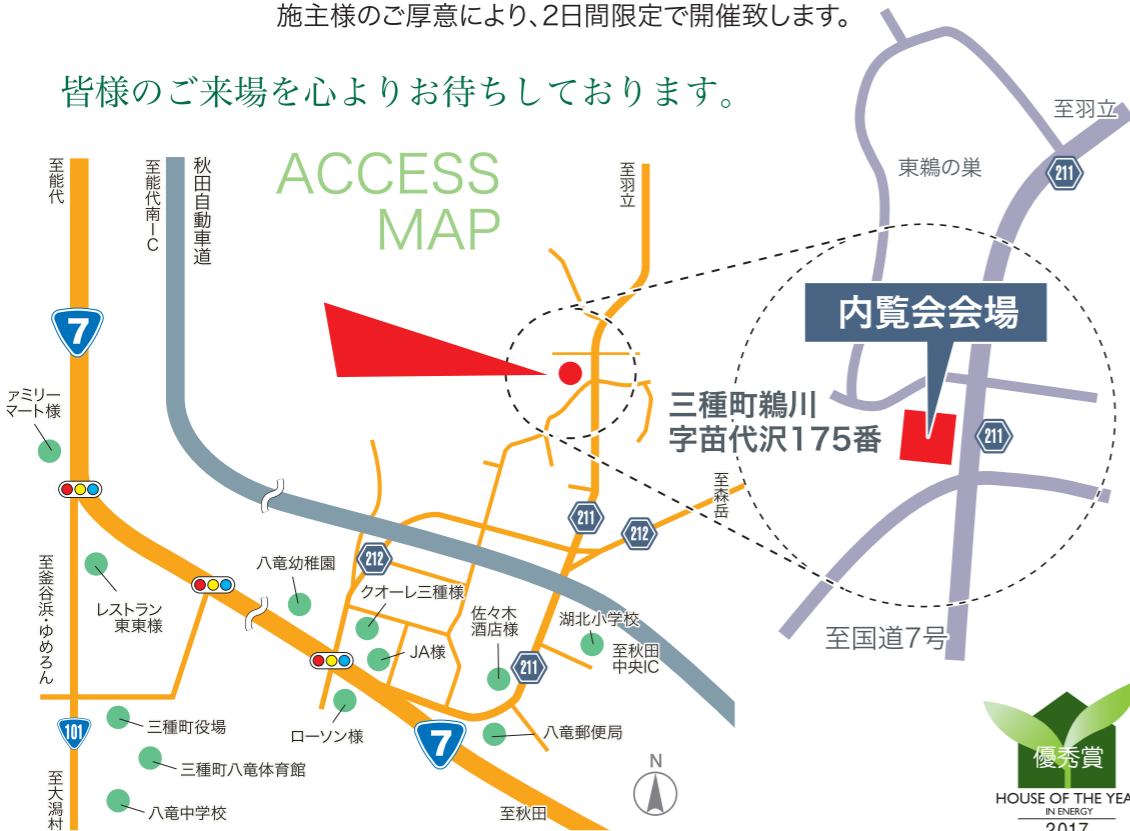 施主様のご厚意により、2日間限定で開催致します。
皆様のご来場を心よりお待ちしております。
ACCESS
MAP
至能代
至能代南IC
秋田自動車道
至羽立
至羽立
東鵜の巣
211
7
内覧会会場
三種町鵜川
字苗代沢175番
211
ァミリー
マート様
至森岳
211
212
212
至釜谷浜・ゆめろん
レストラン
東東様
八竜幼稚園
クオーレ三種様
JA様
佐々木
酒店様
湖北小学校
至秋田
中央IC
211
至国道7号
ローソン様
7
八竜郵便局
101
三種町役場
三種町八竜体育館
八竜中学校
至大潟村
至秋田
N
優秀賞
HOUSE OF THE YEA
IN ENERGY
2017